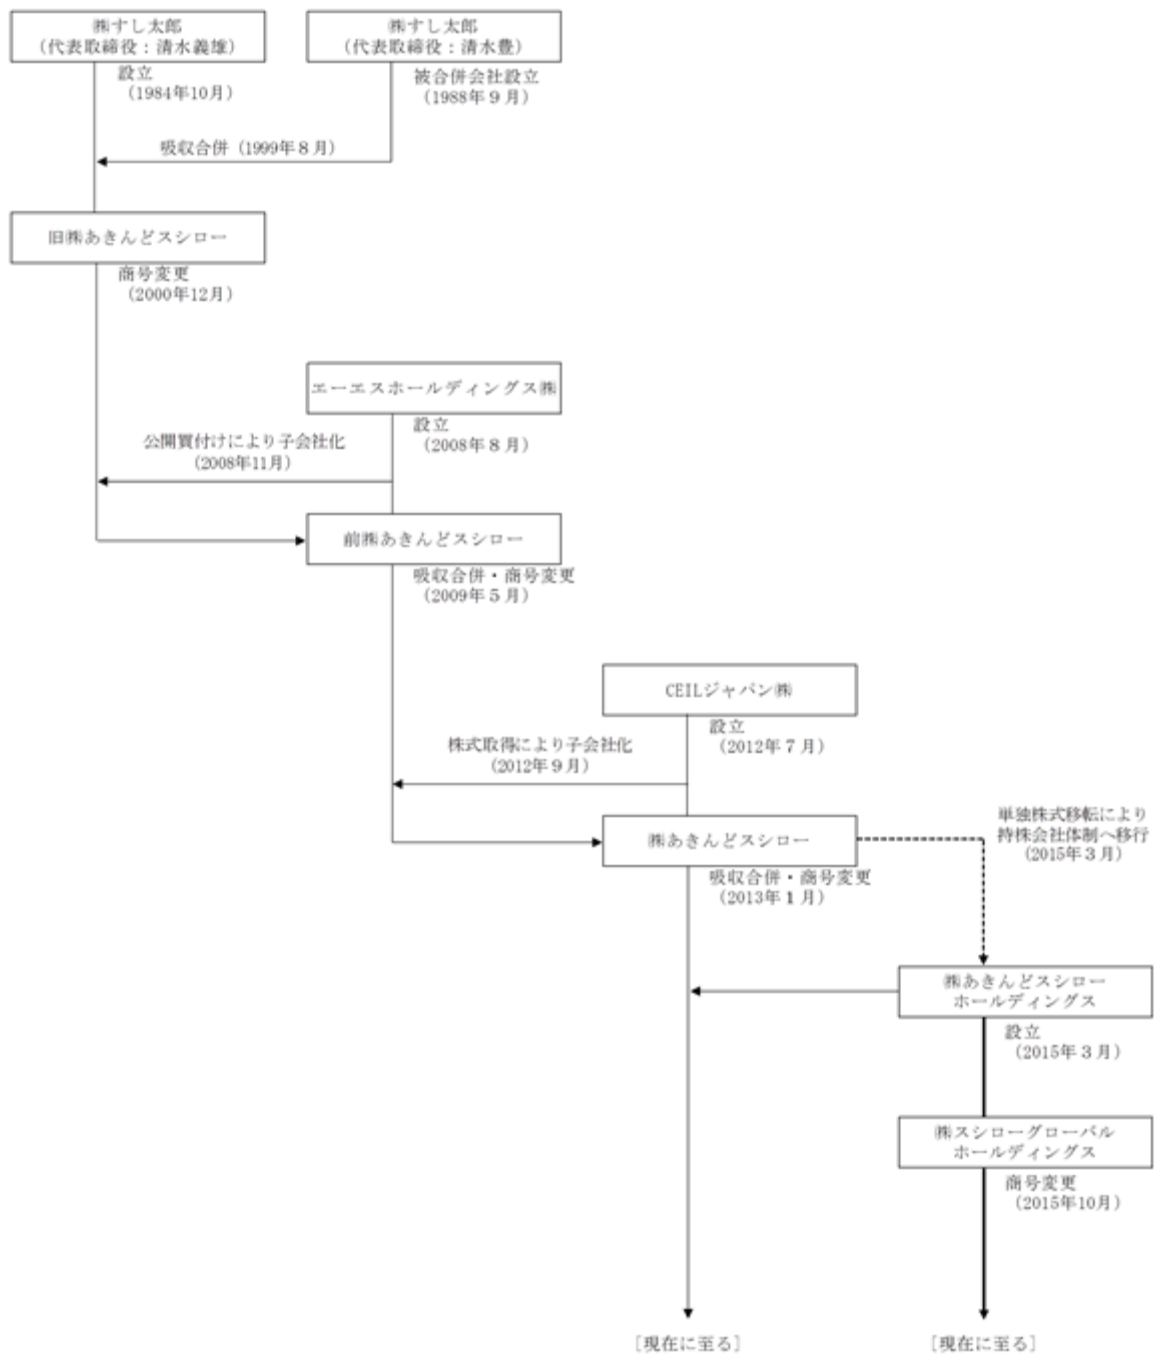 ㈱すし太郎
（代表取締役：清水義雄）
㈱すし太郎
（代表取締役：清水豊）
設立
（1984年10月）
被合併会社設立
（1988年９月）
吸収合併（1999年８月）
旧㈱あきんどスシロー
商号変更
（2000年12月）
エーエスホールディングス㈱
設立
（2008年８月）
公開買付けにより子会社化
（2008年11月）
前㈱あきんどスシロー
吸収合併・商号変更
（2009年５月）
CEILジャパン㈱
設立
（2012年７月）
株式取得により子会社化
（2012年９月）
㈱あきんどスシロー
吸収合併・商号変更
（2013年１月）
単独株式移転により
持株会社体制へ移行
（2015年３月）
㈱あきんどスシロー
ホールディングス
設立
（2015年３月）
㈱スシローグローバル
ホールディングス
商号変更
（2015年10月）
［現在に至る］
［現在に至る］